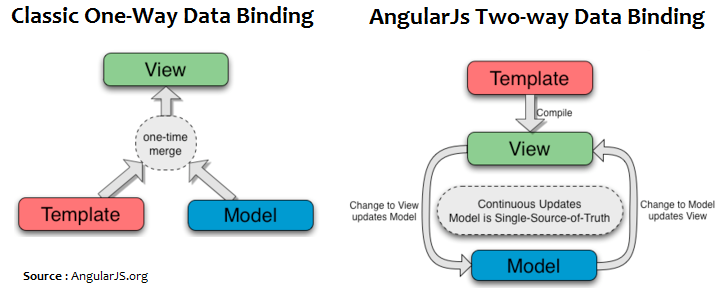 Classic One-Way Data Binding
View
one-time
merge
Template
Model
Source : AngularJS.org
AngularJs Two-way Data Binding
Template
Compile
View
Change to View
updates Model
Continuous Updates
Model is Single-Source-of-Truth
Change to Model
updates View
Model